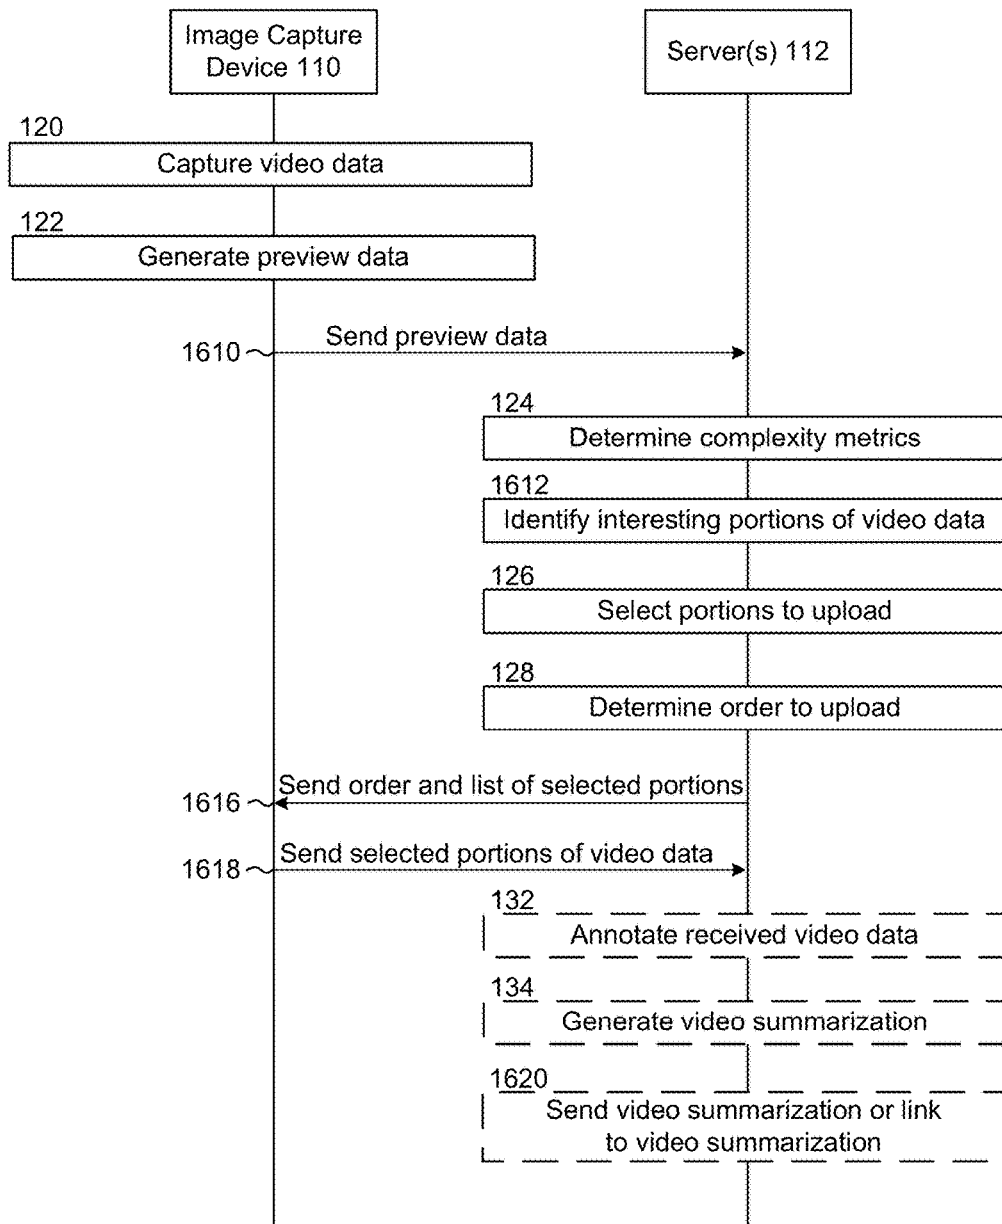 Image Capture
Device 110
Server(s) 112
120
Capture video data
122
Generate preview data
Send preview data
1610
124
Determine complexity metrics
1612
Identify interesting portions of video data
126
Select portions to upload
128
Determine order to upload
Send order and list of selected portions
1616
Send selected portions of video data
1618
132
Annotate received video data
134
Generate video summarization
1620
Send video summarization or link
to video summarization